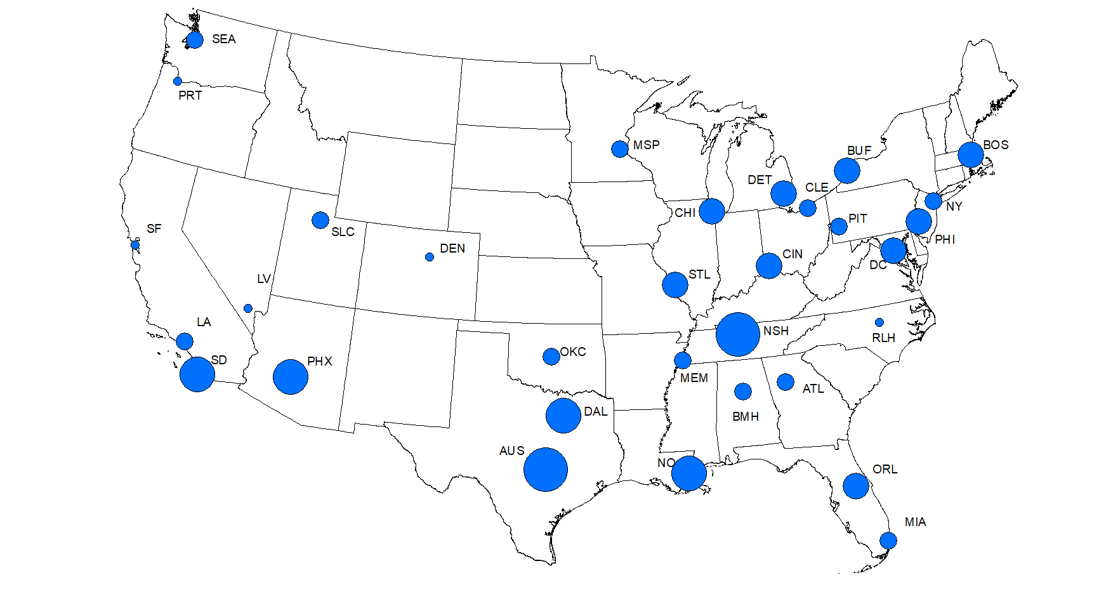 SEA
PRT
MSP
BUF
BOS
DET
CLE
NY
CHI
PIT
SF
SLC
PHI
DEN
CIN
DC
STL
LV
LA
NSH
RLH
SD
PHX
OKC
MEM
ATL
DAL
BMH
AUS
NO
ORL
MIA